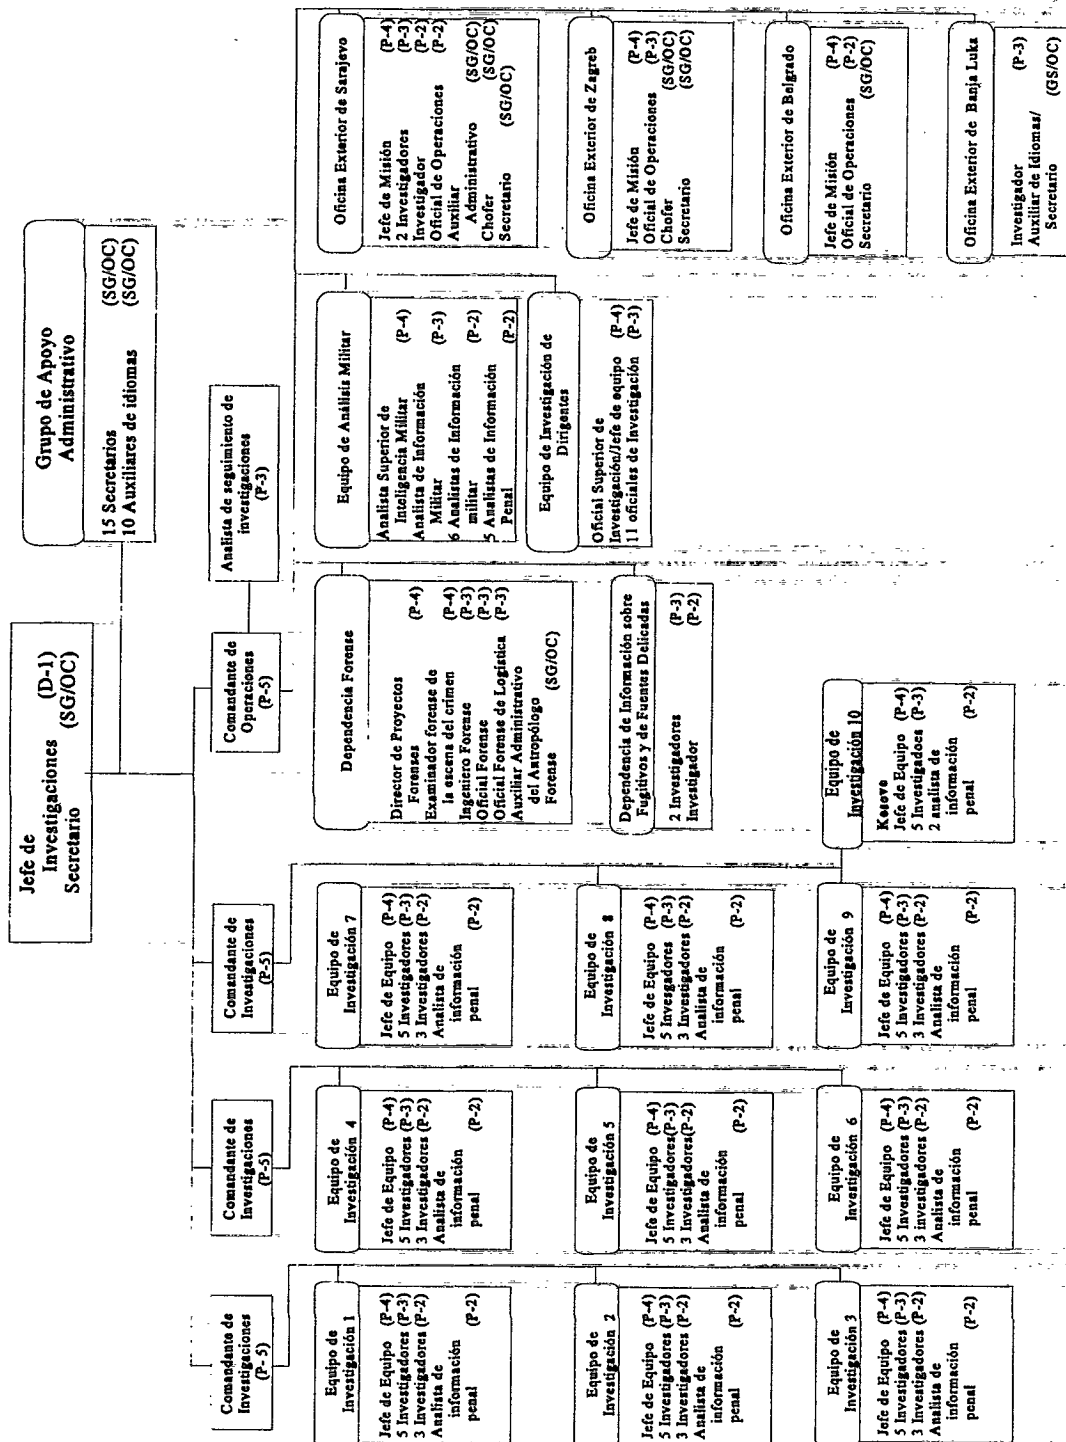 Jefe de
Investigaciones (D-1)
Secretario (SG/OC)
Grupo de Apoyo
Administrativo
15 Secretarios (SG/OC)
10 Auxiliares de idiomas (SG/OC)
Comandante de
Investigaciones
(P-5)
Comandante de
Investigaciones
(P-5)
Comandante de
Investigaciones
(P-5)
Comandante de
Operaciones
(P-5)
Analista de seguimiento de
investigaciones
(P-3)
Equipo de
Investigación 1
Jefe de Equipo (P-4)
5 Investigadores (P-3)
3 Investigadores (P-2)
Analista de
información
penal (P-2)
Equipo de
Investigación 2
Jefe de Equipo (P-4)
5 Investigadores (P-3)
3 Investigadores (P-2)
Analista de
información
penal (P-2)
Equipo de
Investigación 3
Jefe de Equipo (P-4)
5 Investigadores (P-3)
3 Investigadores (P-2)
Analista de
información
penal (P-2)
Equipo de
Investigación 4
Jefe de Equipo (P-4)
5 Investigadores (P-3)
3 Investigadores (P-2)
Analista de
información
penal (P-2)
Equipo de
Investigación 5
Jefe de Equipo (P-4)
5 Investigadores(P-3)
3 Investigadores(P-2)
Analista de
información
penal (P-2)
Equipo de
Investigación 6
Jefe de Equipo (P-4)
5 Investigadores (P-3)
3 investigadores (P-2)
Analista de
información
penal (P-2)
Equipo de
Investigación 7
Jefe de Equipo (P-4)
5 Investigadores (P-3)
3 Investigadores (P-2)
Analista de
información
penal (P-2)
Equipo de
Investigación 8
Jefe de Equipo (P-4)
5 Invesgadores (P-3)
3 Investigadores (P-2)
Analista de
información
penal (P-2)
Equipo de
Investigación 9
Jefe de Equipo (P-4)
5 Investigadores (P-3)
3 Investigadores (P-2)
Analista de
información
penal (P-2)
Equipo de
Investigación 10
Kosovo
Jefe de Equipo (P-4)
5 Investigadoes (P-3)
2 analista de
información
penal (P-2)
Dependencia Forense
Director de Proyectos
Forenses (P-4)
Examinador forense de
la escena del crimen (P-4)
Ingeniero Forense (P-3)
Oficial Forense (P-3)
Oficial Forense de Logística (P-3)
Auxiliar Administrativo
del Antropólogo
Forense (SG/OC)
Dependencia de Información sobre
Fugitivos y de Fuentes Delicadas
2 Investigadores (P-3)
Investigador (P-2)
Equipo de Análisis Militar
Analista Superior de
Inteligencia Militar (P-4)
Analista de Información
Militar (P-3)
6 Analistas de Información
militar (P-2)
5 Analistas de Información
Penal (P-2)
Equipo de Investigación de
Dirigentes
Oficial Superior de
Investigación/Jefe de equipo (P-4)
11 oficiales de Investigación (P-3)
Oficina Exterior de Sarajevo
Jefe de Misión (P-4)
2 Investigadores (P-3)
Investigador (P-2)
Oficial de Operaciones (P-2)
Auxiliar
Administrativo (SG/OC)
Chofer (SG/OC)
Secretario (SG/OC)
Oficina Exterior de Zagreb
Jefe de Misión (P-4)
Oficial de Operaciones (P-3)
Chofer (SG/OC)
Secretario (SG/OC)
Oficina Exterior de Belgrado
Jefe de Misión (P-4)
Oficial de Operaciones (P-2)
Secretario (SG/OC)
Oficina Exterior de Banja Luka
Investigador (P-3)
Auxiliar de Idiomas/
Secretario (GS/OC)